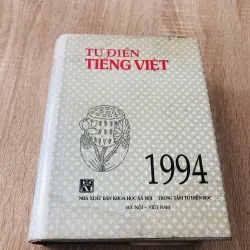 TỪ ĐIỂN
TIẾNG VIỆT
1994
NHÀ XUẤT BẢN KHOA HỌC XÃ HỘI - TRUNG TÂM TỪ ĐIỂN HỌC
HÀ NỘI - VIỆT NAM